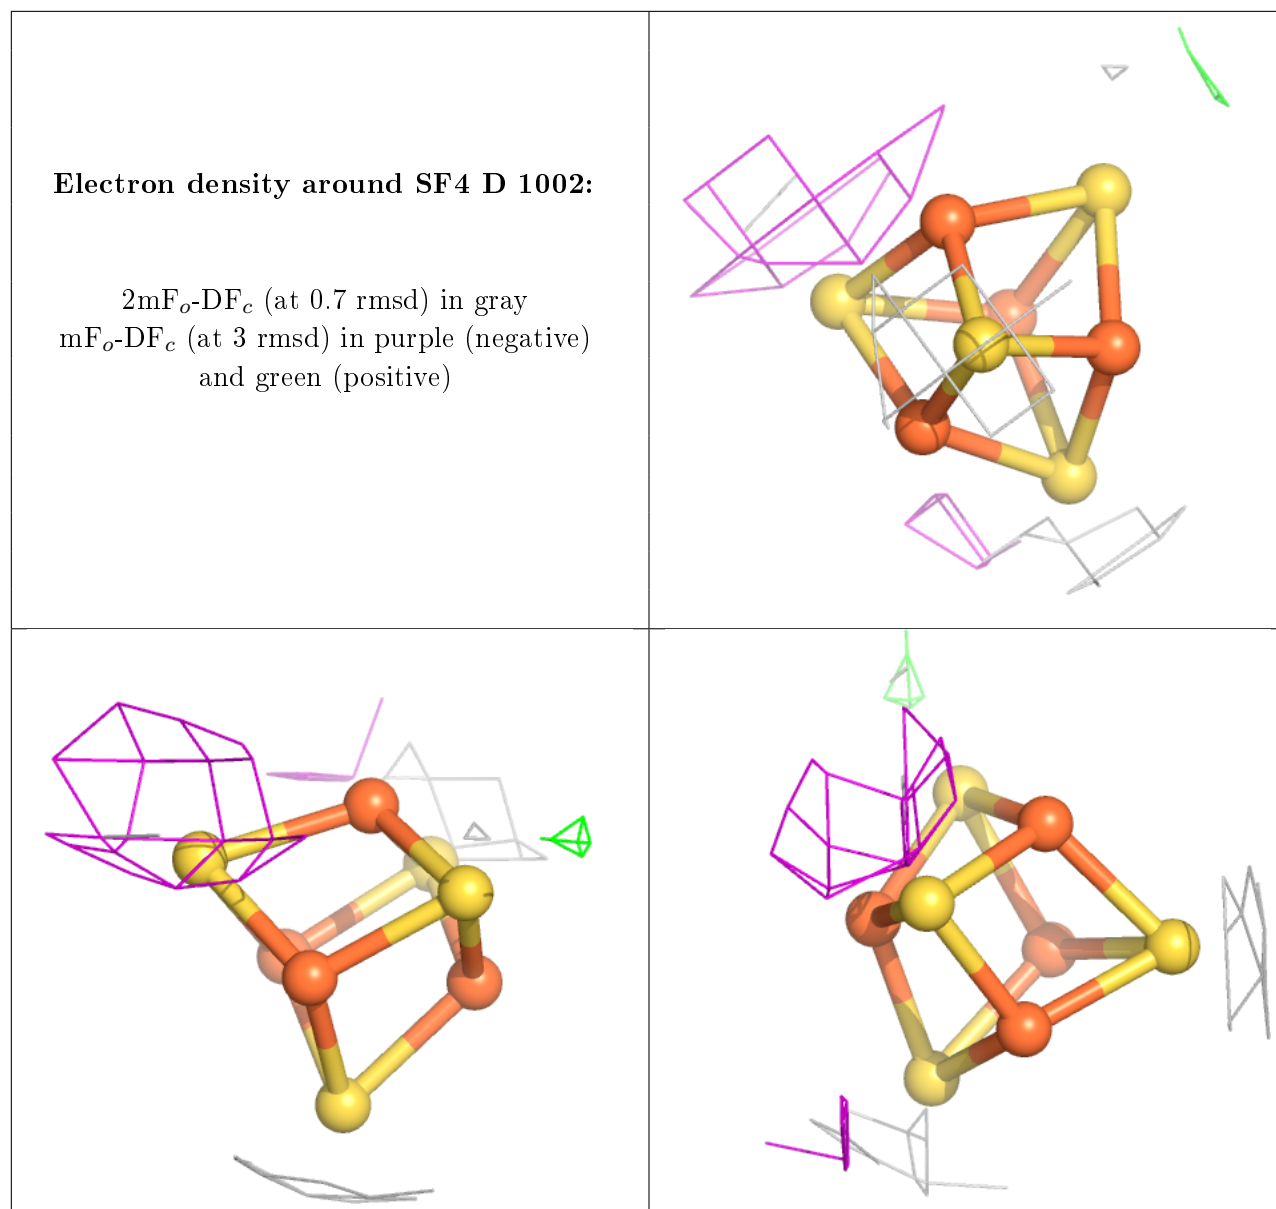 Electron density around SF4 D 1002:
2mFo-DFc (at 0.7 rmsd) in gray
mFo-DFc (at 3 rmsd) in purple (negative)
and green (positive)